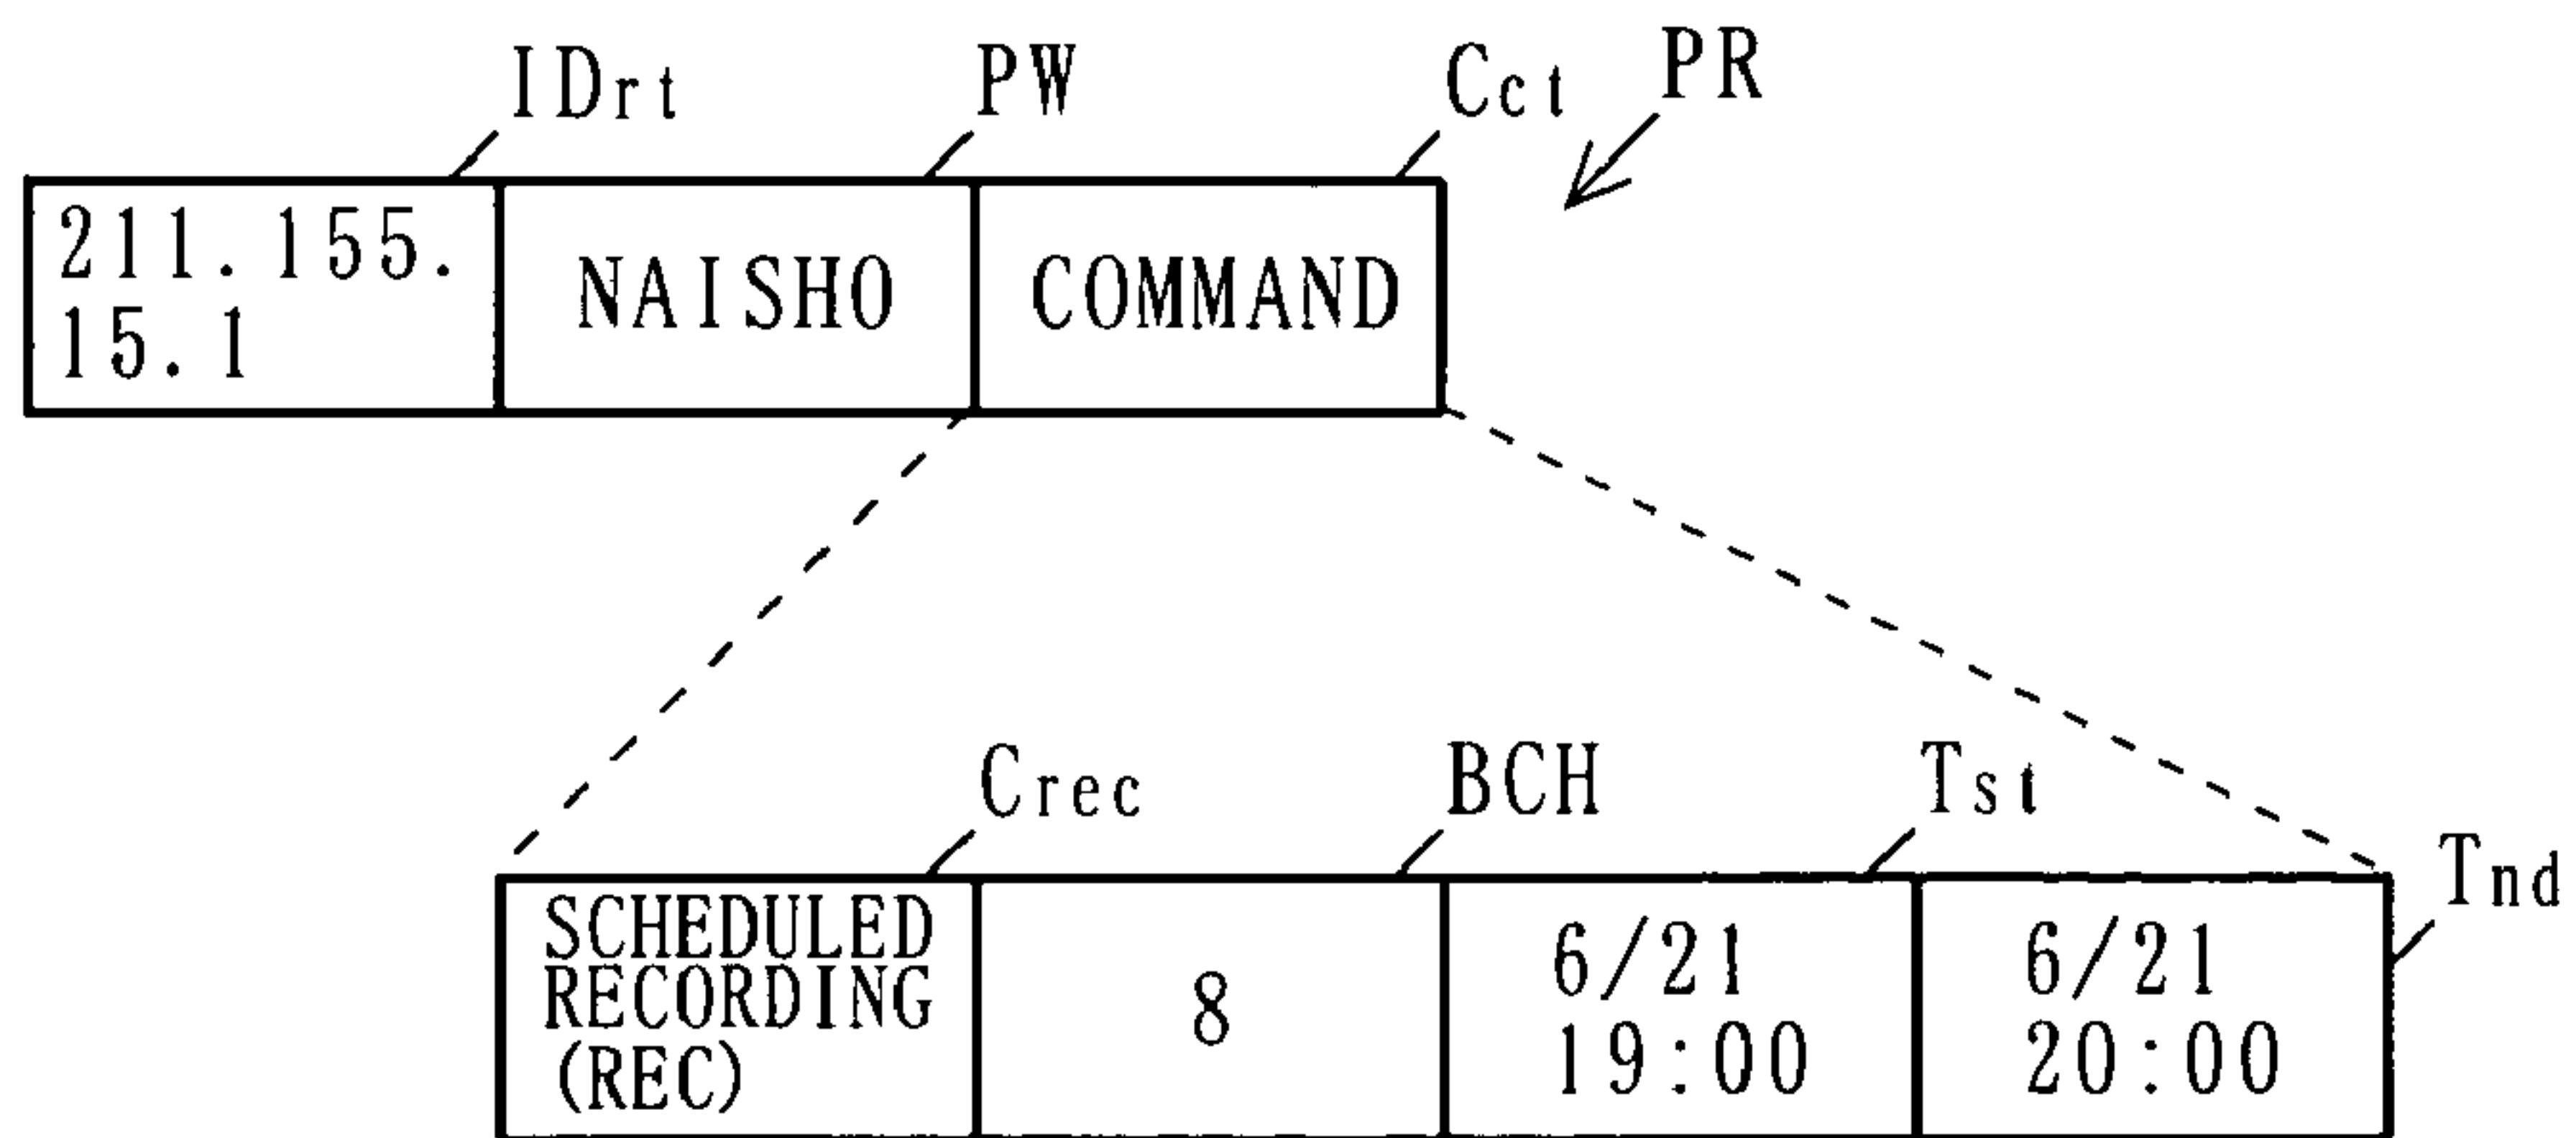 IDrt PW Cct PR
211.155.
15.1
NAISHO
COMMAND
Crec BCH Tst Tnd
SCHEDULED
RECORDING
(REC)
8
6/21
19:00
6/21
20:00